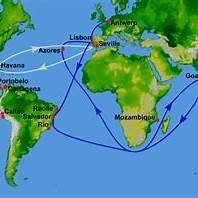 Antwerp
Lisbon
Azores
Seville
Havana
Portobelo
Cartagena
Goa
Callao
Recife
Salvador
Rio
Mozambique